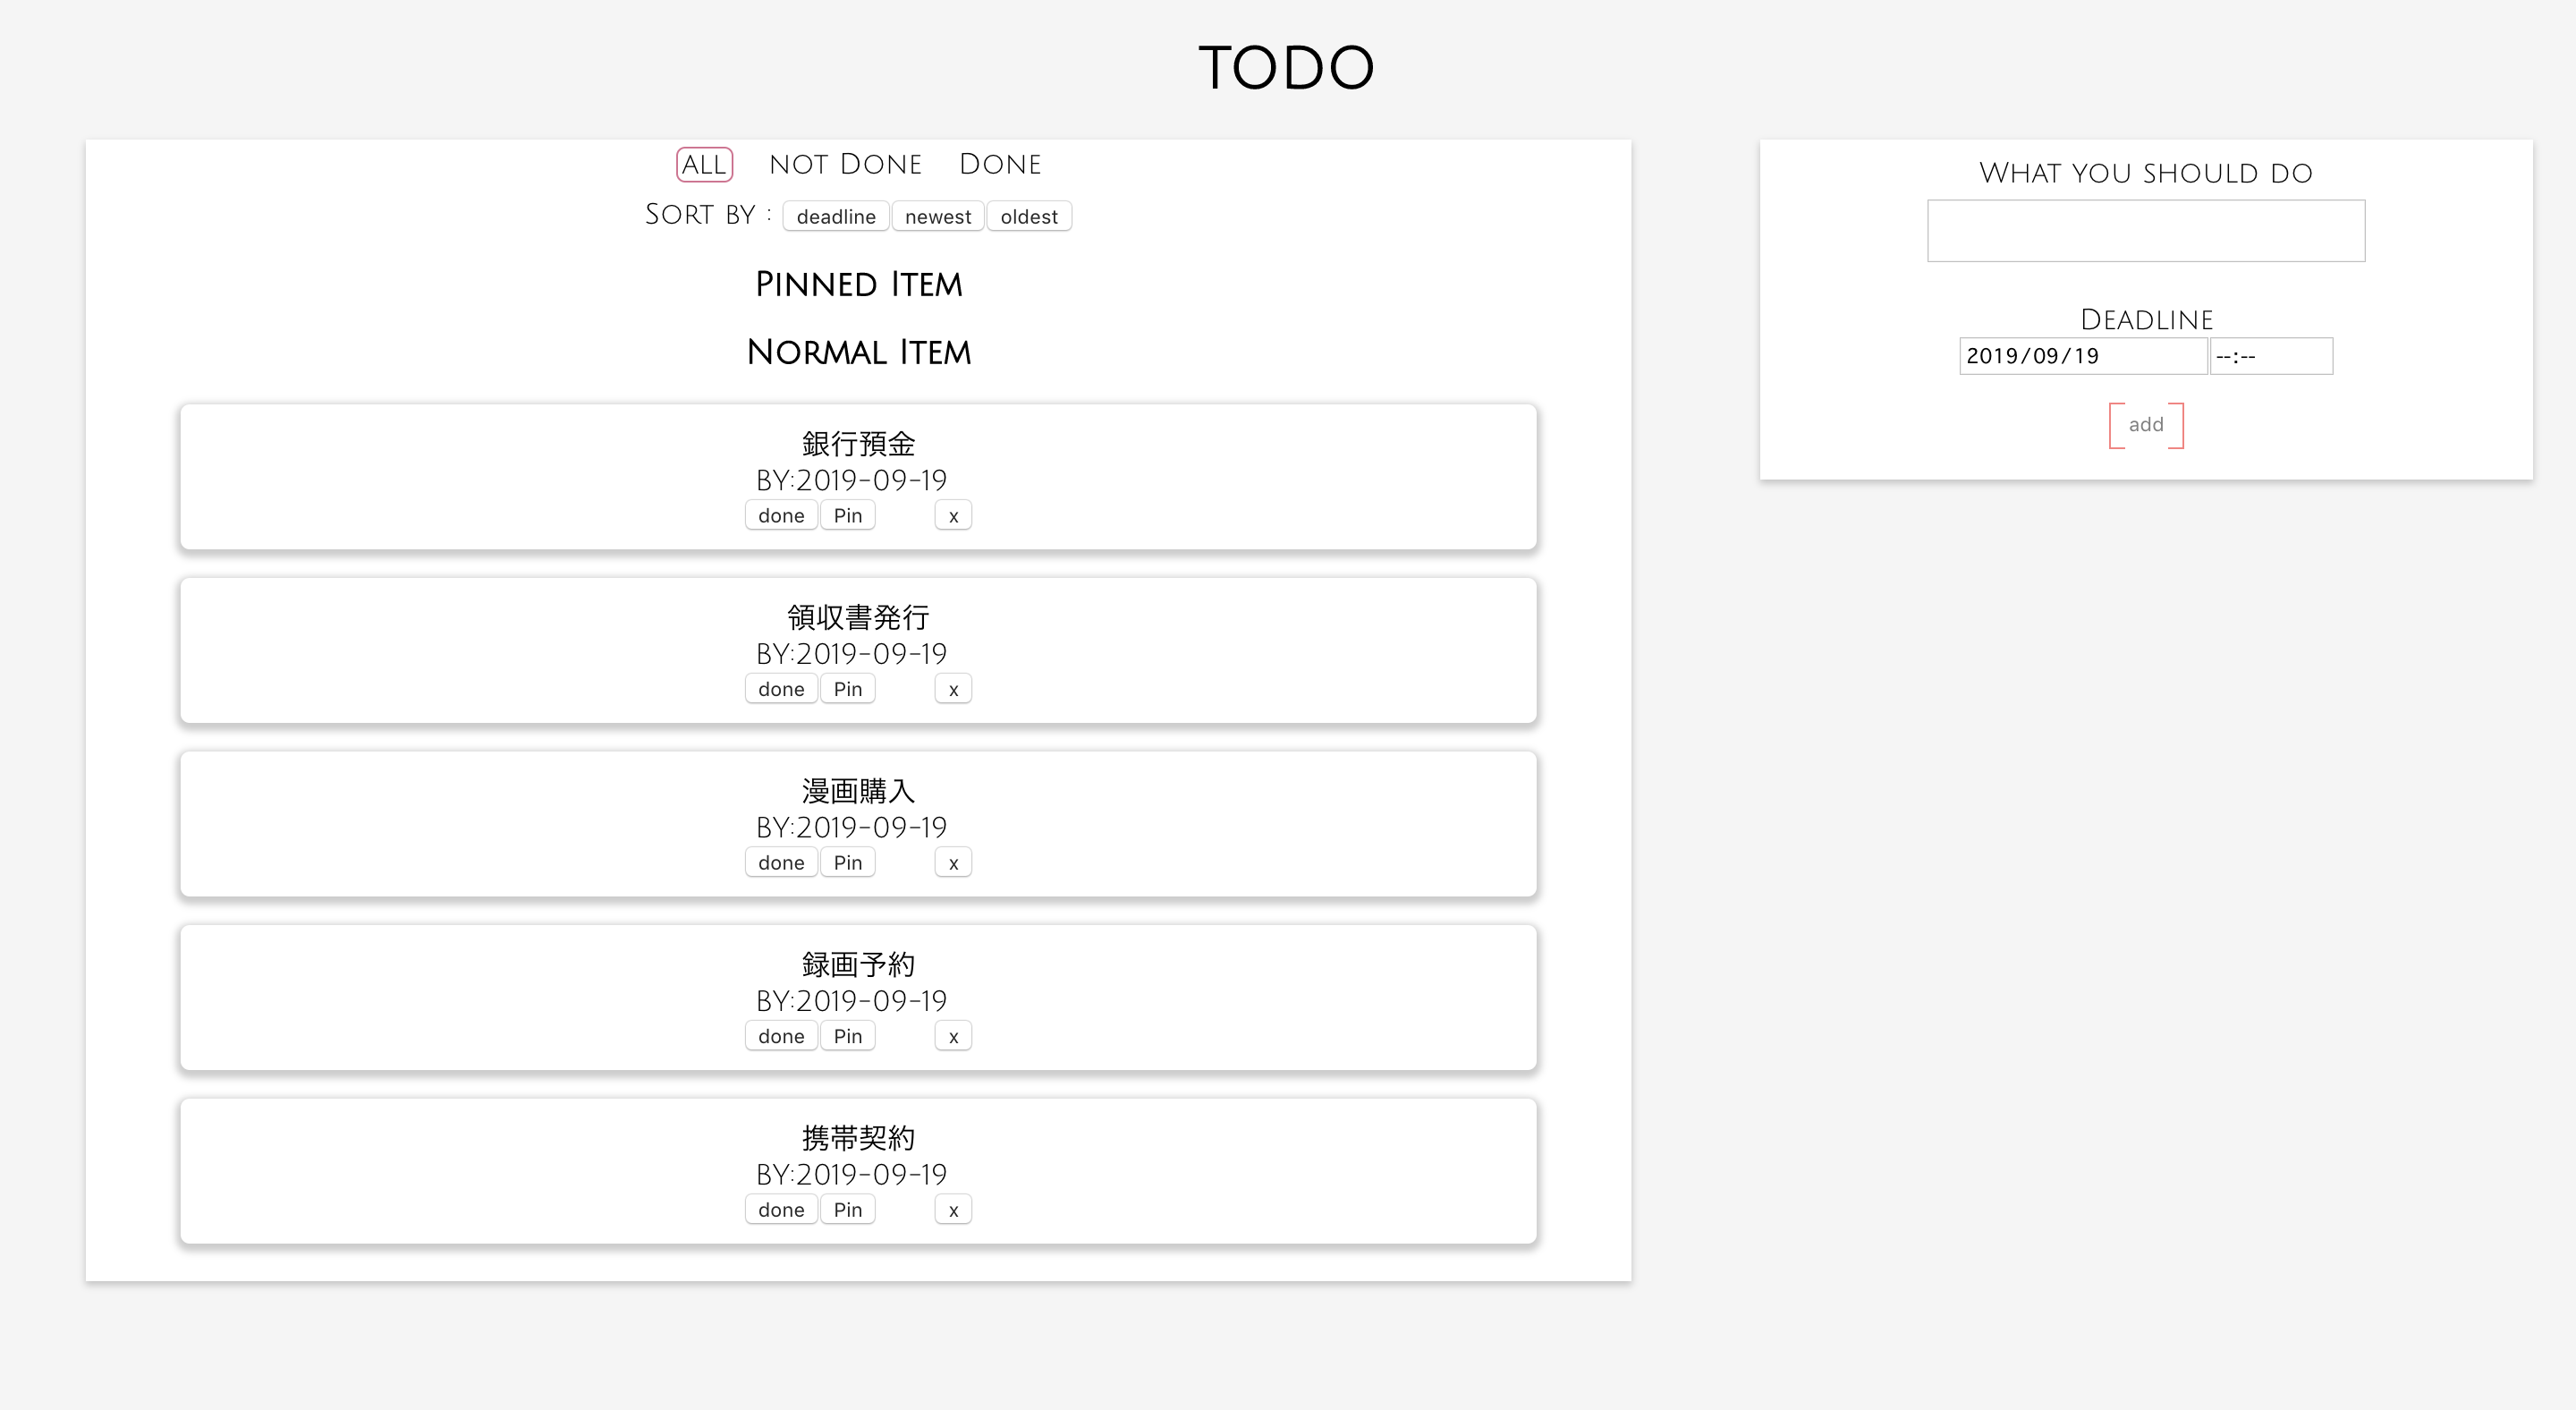 TODO
ALL NOT DONE DONE
SORT BY : deadline newest oldest
PINNED ITEM
NORMAL ITEM
銀行預金
BY:2019-09-19
done Pin x
領収書発行
BY:2019-09-19
done Pin x
漫画購入
BY:2019-09-19
done Pin x
録画予約
BY:2019-09-19
done Pin x
携帯契約
BY:2019-09-19
done Pin x
WHAT YOU SHOULD DO
DEADLINE
2019/09/19 --:--
add